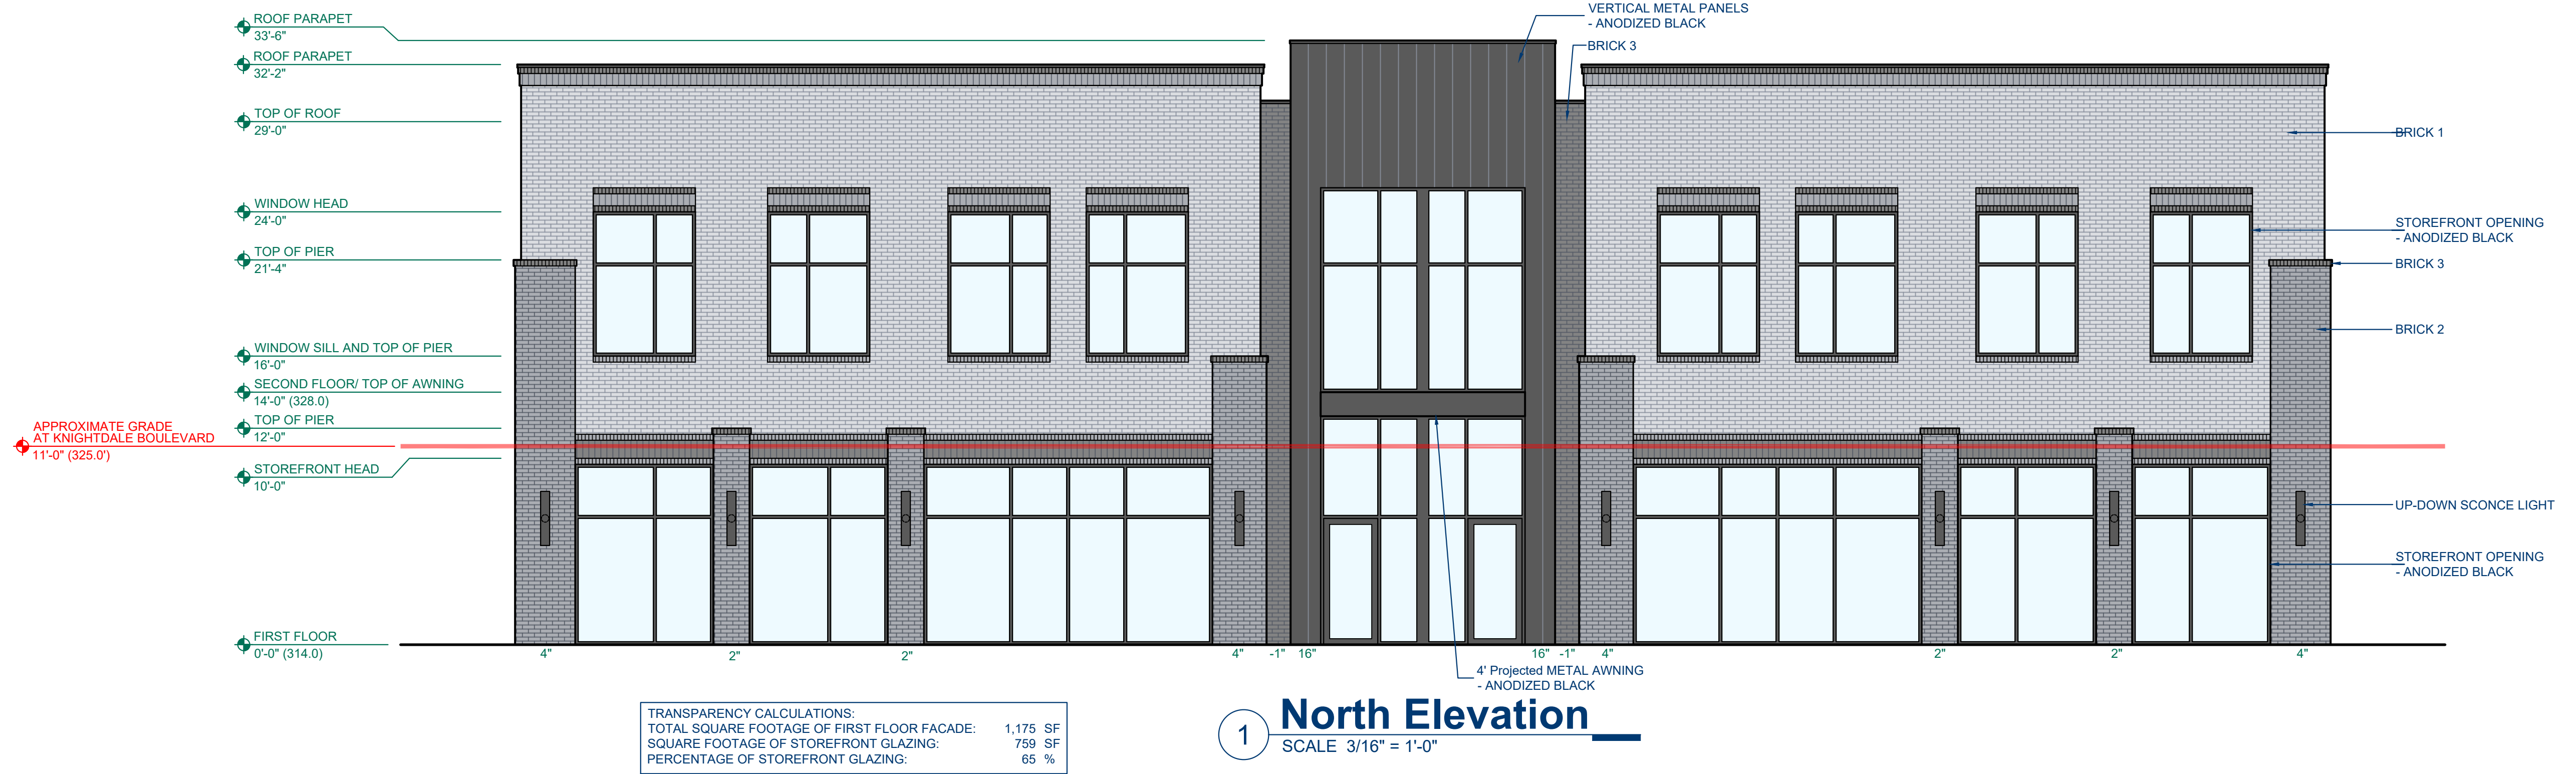 ROOF PARAPET
33'-6"
ROOF PARAPET
32'-2"
TOP OF ROOF
29'-0"
WINDOW HEAD
24'-0"
TOP OF PIER
21'-4"
WINDOW SILL AND TOP OF PIER
16'-0"
SECOND FLOOR/ TOP OF AWNING
14'-0" (328.0)
TOP OF PIER
12'-0"
APPROXIMATE GRADE
AT KNIGHTDALE BOULEVARD
11'-0" (325.0')
STOREFRONT HEAD
10'-0"
FIRST FLOOR
0'-0" (314.0)
VERTICAL METAL PANELS
- ANODIZED BLACK
BRICK 3
BRICK 1
STOREFRONT OPENING
- ANODIZED BLACK
BRICK 3
BRICK 2
UP-DOWN SCONCE LIGHT
STOREFRONT OPENING
- ANODIZED BLACK
4" 2" 2" 4" -1" 16" 16" -1" 4" 2" 2" 4"
4' Projected METAL AWNING
- ANODIZED BLACK
TRANSPARENCY CALCULATIONS:
TOTAL SQUARE FOOTAGE OF FIRST FLOOR FACADE: 1,175 SF
SQUARE FOOTAGE OF STOREFRONT GLAZING: 759 SF
PERCENTAGE OF STOREFRONT GLAZING: 65 %
1 North Elevation
SCALE 3/16" = 1'-0"